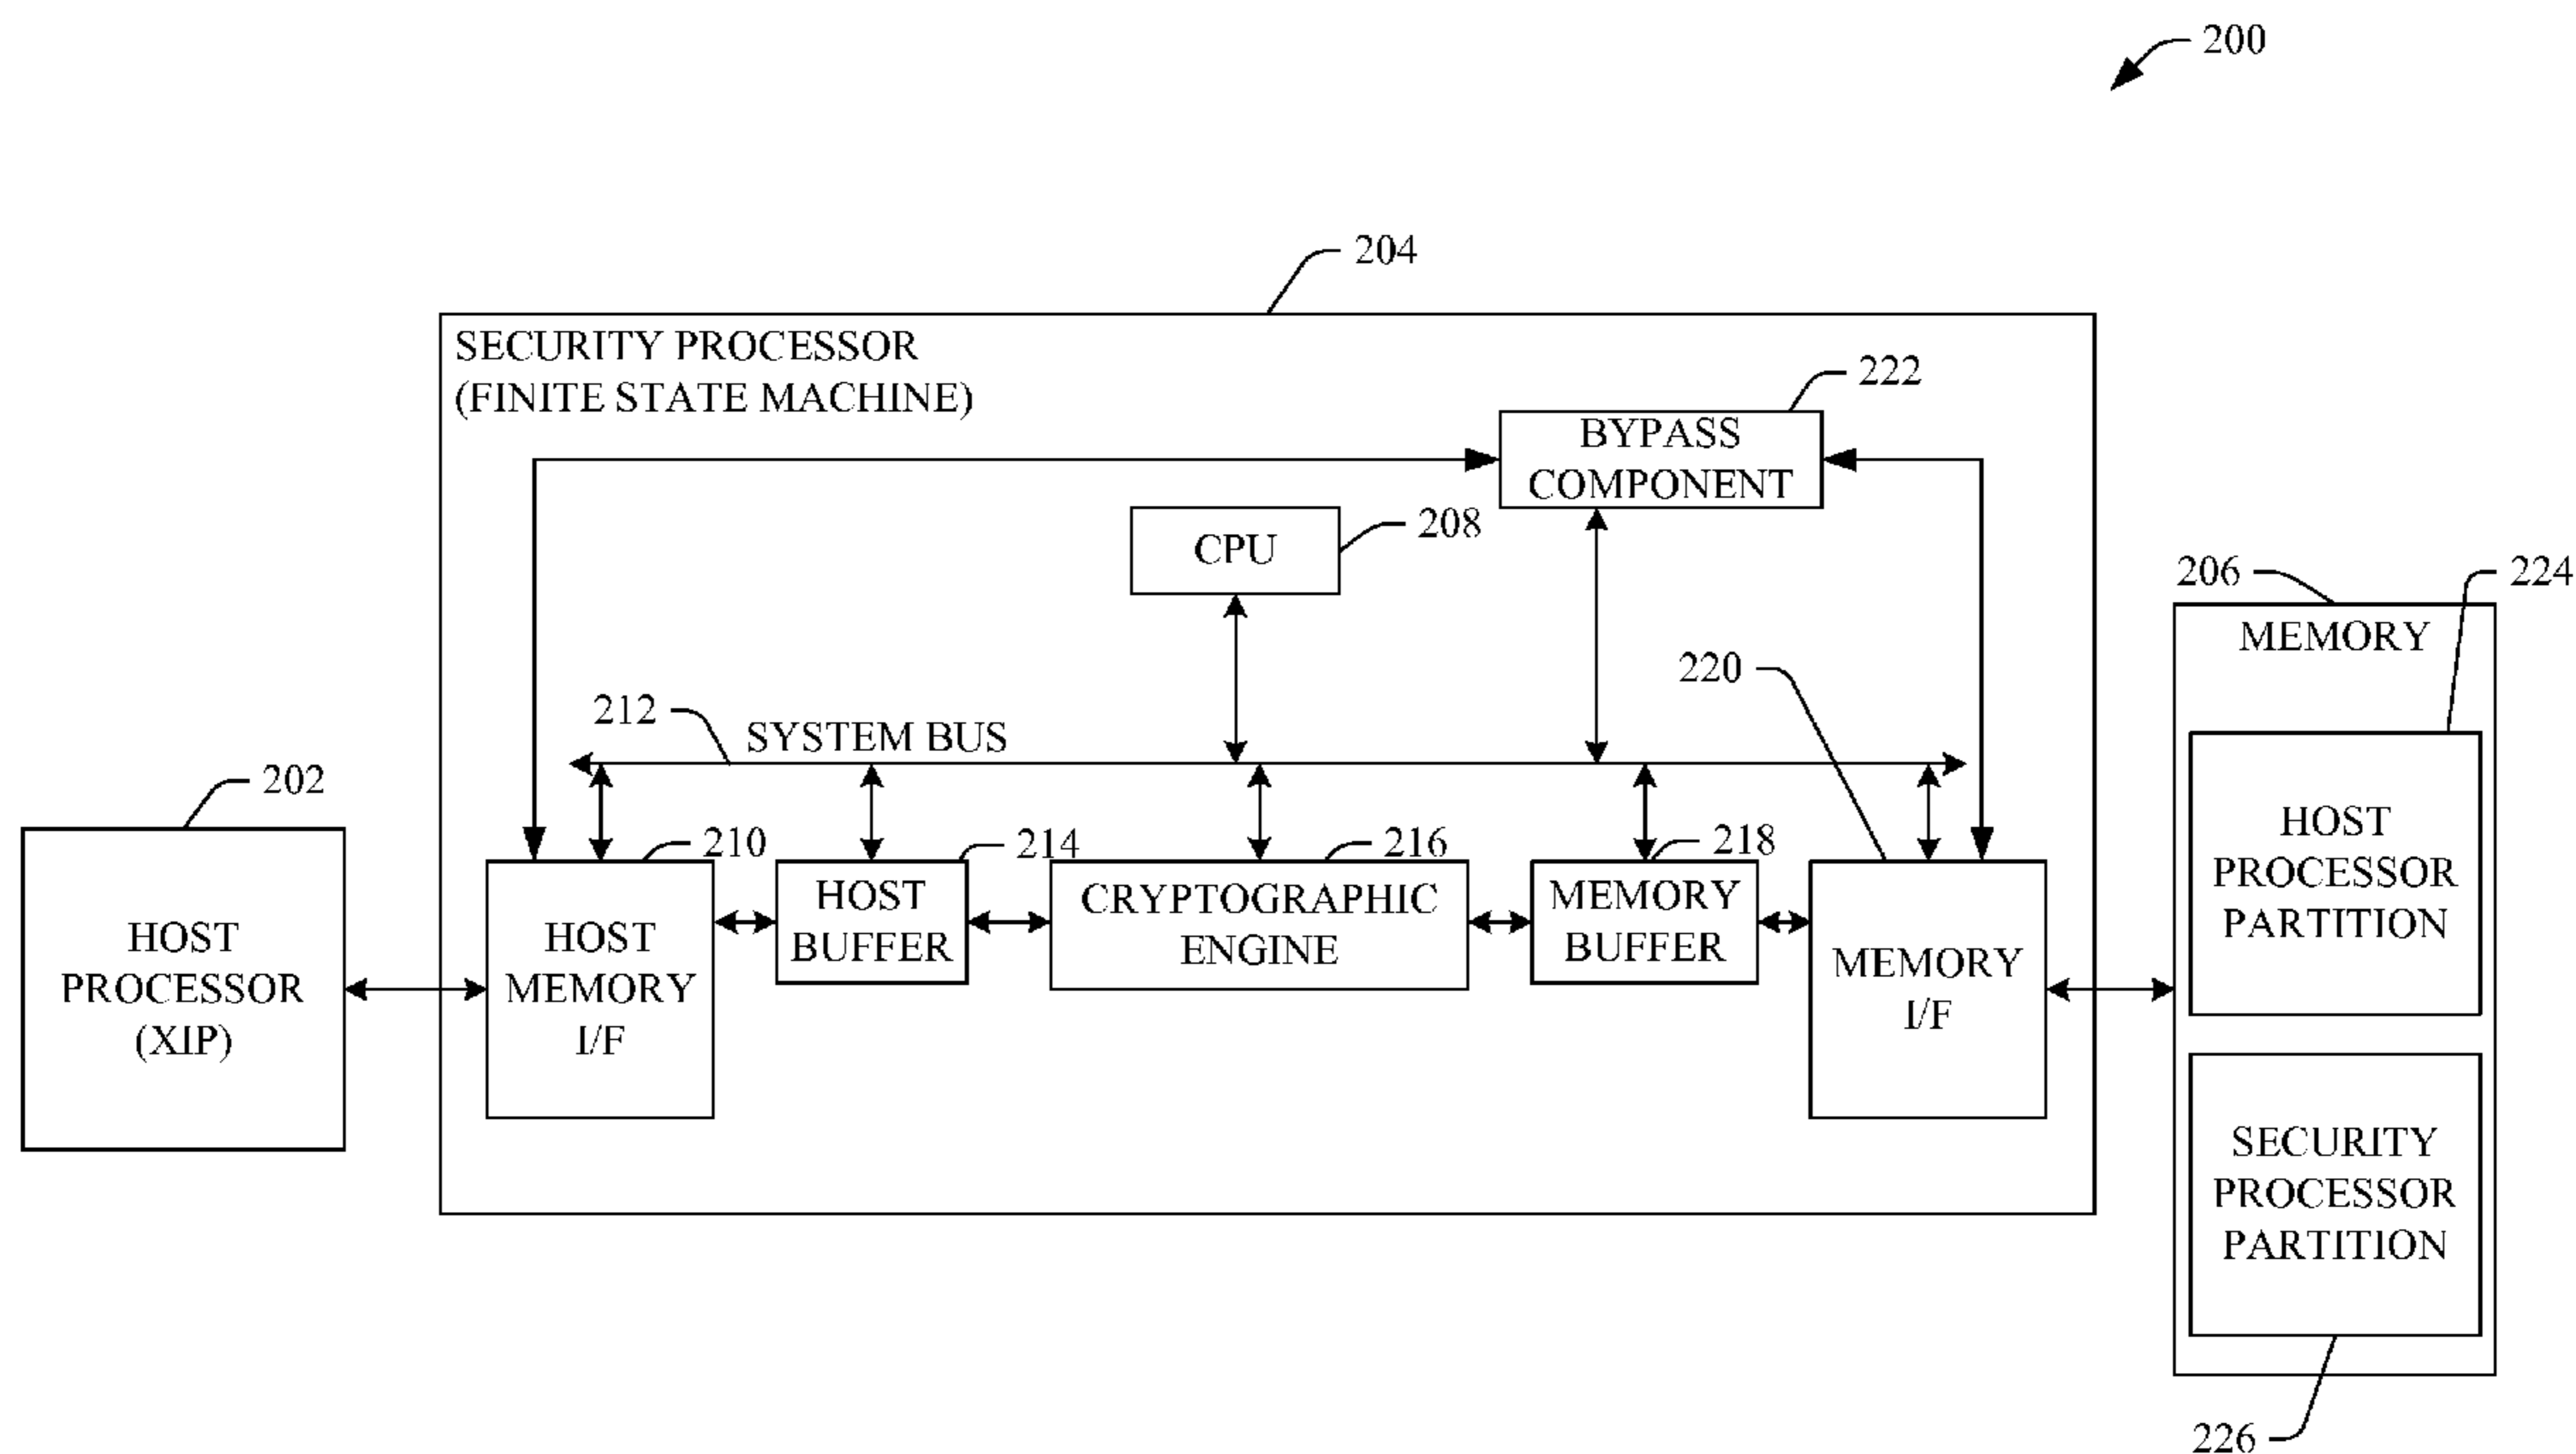 200
204
SECURITY PROCESSOR
(FINITE STATE MACHINE)
222
BYPASS
COMPONENT
208
CPU
206
224
MEMORY
220
212
SYSTEM BUS
202
210
214
216
218
HOST
PROCESSOR
(XIP)
HOST
MEMORY
I/F
HOST
BUFFER
CRYPTOGRAPHIC
ENGINE
MEMORY
BUFFER
MEMORY
I/F
HOST
PROCESSOR
PARTITION
SECURITY
PROCESSOR
PARTITION
226